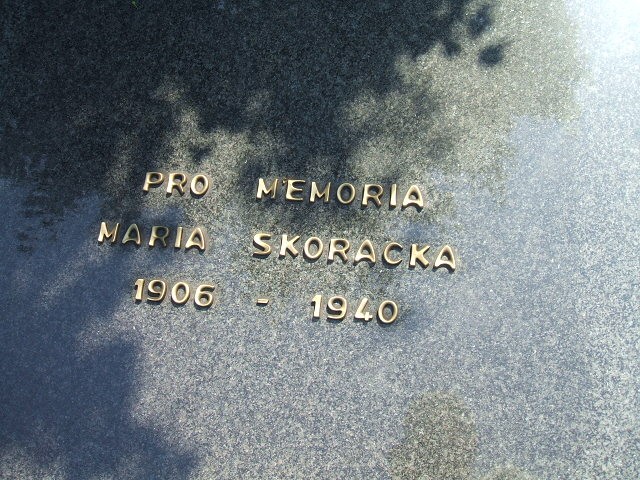 PRO MEMORIA
MARIA SKORACKA
1906 - 1940